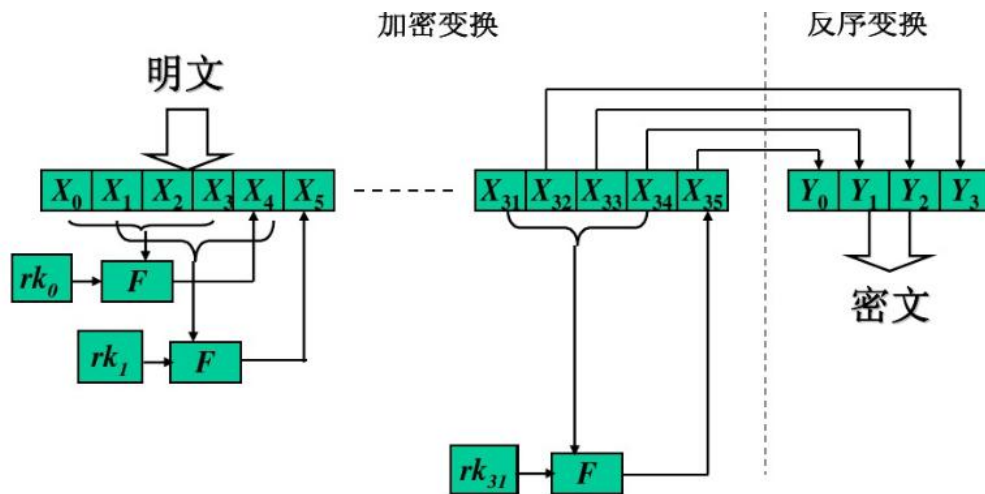 加密变换
反序变换
明文
X₀ X₁ X₂ X₃ X₄ X₅
X₃₁ X₃₂ X₃₃ X₃₄ X₃₅
Y₀ Y₁ Y₂ Y₃
rk₀
F
密文
rk₁
F
rk₃₁
F